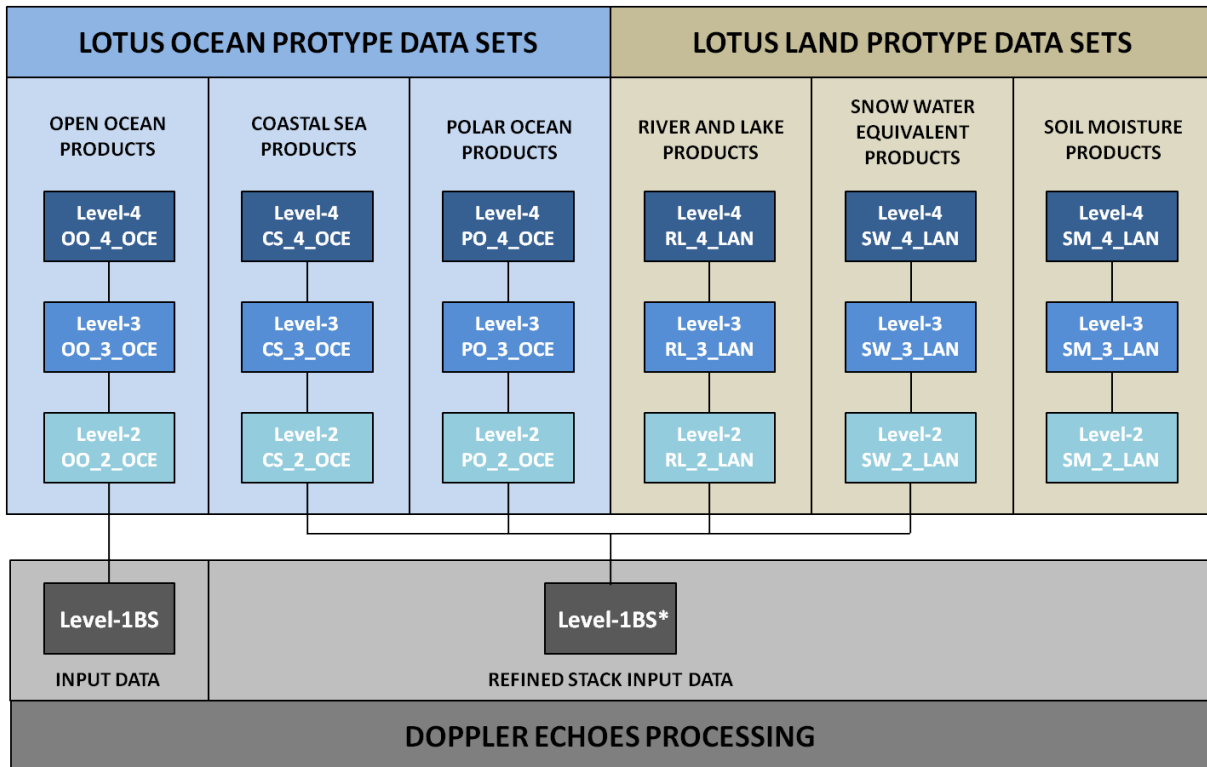 LOTUS OCEAN PROTYPE DATA SETS
LOTUS LAND PROTYPE DATA SETS
OPEN OCEAN
PRODUCTS
COASTAL SEA
PRODUCTS
POLAR OCEAN
PRODUCTS
RIVER AND LAKE
PRODUCTS
SNOW WATER
EQUIVALENT
PRODUCTS
SOIL MOISTURE
PRODUCTS
Level-4
OO_4_OCE
Level-4
CS_4_OCE
Level-4
PO_4_OCE
Level-4
RL_4_LAN
Level-4
SW_4_LAN
Level-4
SM_4_LAN
Level-3
OO_3_OCE
Level-3
CS_3_OCE
Level-3
PO_3_OCE
Level-3
RL_3_LAN
Level-3
SW_3_LAN
Level-3
SM_3_LAN
Level-2
OO_2_OCE
Level-2
CS_2_OCE
Level-2
PO_2_OCE
Level-2
RL_2_LAN
Level-2
SW_2_LAN
Level-2
SM_2_LAN
Level-1BS
Level-1BS*
INPUT DATA
REFINED STACK INPUT DATA
DOPPLER ECHOES PROCESSING